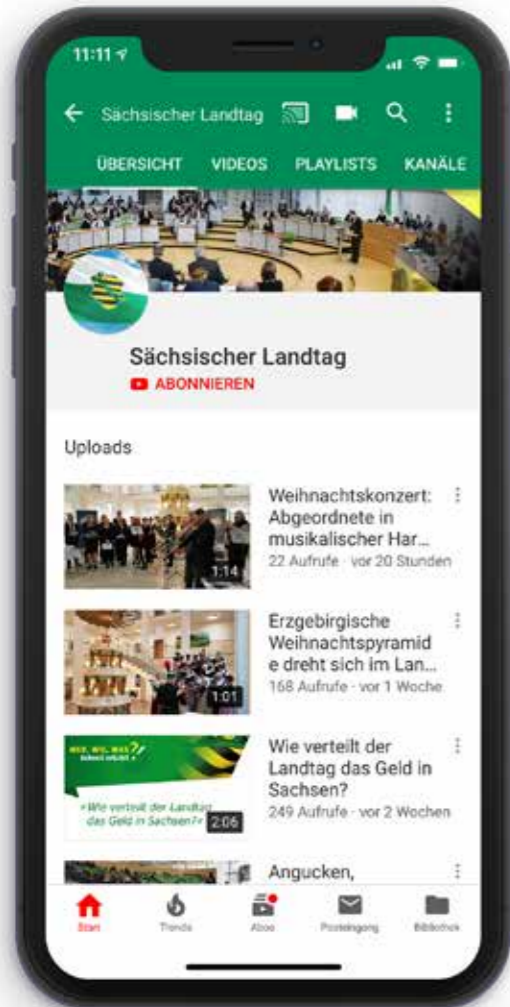 11:11
Sächsischer Landtag
ÜBERSICHT VIDEOS PLAYLISTS KANÄLE
Sächsischer Landtag
ABONNIEREN
Uploads
Weihnachtskonzert:
Abgeordnete in
musikalischer Har...
22 Aufrufe · vor 20 Stunden
1:14
Erzgebirgische
Weihnachtspyramid
e dreht sich im Lan...
168 Aufrufe · vor 1 Woche
1:01
WER, WIE, WAS?
»Wie verteilt der Landtag
das Geld in Sachsen?«
2:06
Wie verteilt der
Landtag das Geld in
Sachsen?
249 Aufrufe · vor 2 Wochen
Angucken,
Start Trends Abos Posteingang Bibliothek